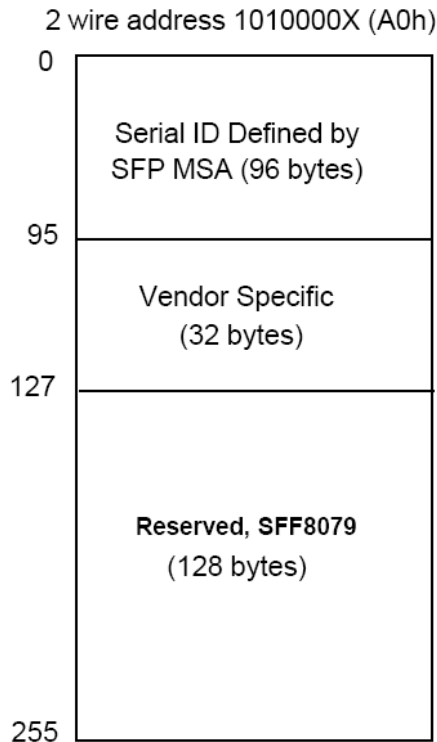 2 wire address 1010000X (A0h)
0
Serial ID Defined by
SFP MSA (96 bytes)
95
Vendor Specific
(32 bytes)
127
Reserved, SFF8079
(128 bytes)
255